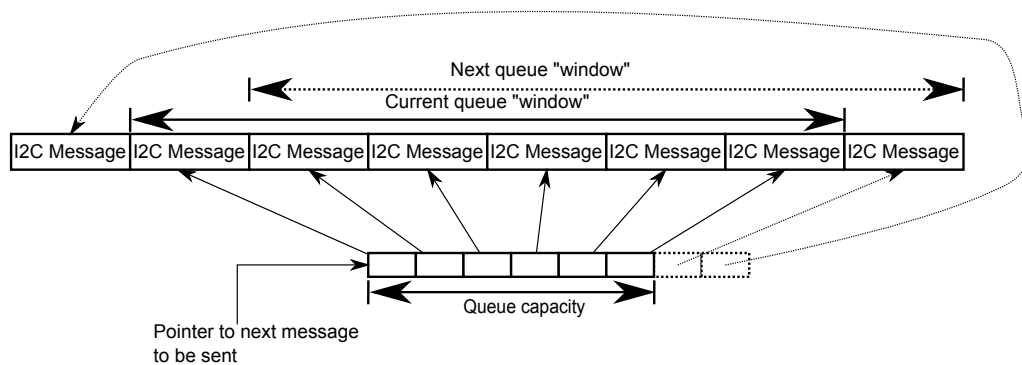 Next queue "window"
Current queue "window"
I2C Message I2C Message I2C Message I2C Message I2C Message I2C Message I2C Message I2C Message
Queue capacity
Pointer to next message
to be sent